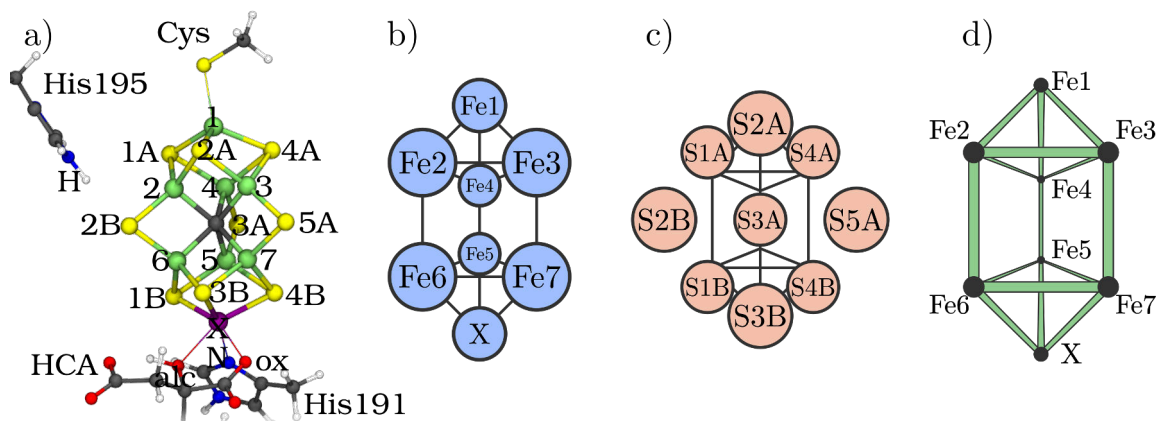 a)
Cys
His195
H
1
1A
2A
4A
2
4
3
2B
3A
5A
6
5
7
1B
3B
4B
X
HCA
alc
N
ox
His191
b)
Fe1
Fe2
Fe3
Fe4
Fe5
Fe6
Fe7
X
c)
S2A
S1A
S4A
S2B
S3A
S5A
S1B
S4B
S3B
d)
Fe1
Fe2
Fe3
Fe4
Fe5
Fe6
Fe7
X